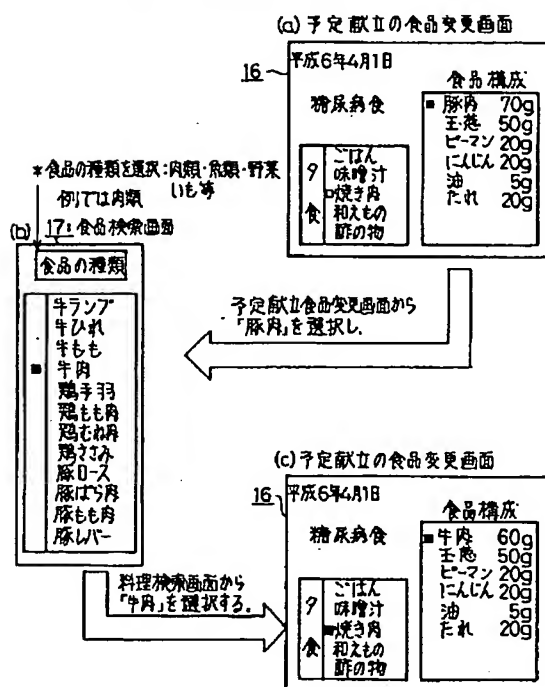 (a) 予定献立の食品変更画面
16
平成6年4月1日
糖尿病食
食品構成
■ 豚肉 70g
玉葱 50g
ピーマン 20g
にんじん 20g
油 5g
たれ 20g
夕食
ごはん
味噌汁
□焼き肉
和えもの
酢の物
*食品の種類を選択:肉類・魚類・野菜
いも等
例では肉類
(b) 17:食品検索画面
食品の種類
牛ランプ
牛ひれ
牛もも
■ 牛肉
鶏手羽
鶏もも肉
鶏むね肉
鶏ささみ
豚ロース
豚ばら肉
豚もも肉
豚レバー
予定献立食品変更画面から
「豚肉」を選択し、
料理検索画面から
「牛肉」を選択する。
(c) 予定献立の食品変更画面
16
平成6年4月1日
糖尿病食
食品構成
■ 牛肉 60g
玉葱 50g
ピーマン 20g
にんじん 20g
油 5g
たれ 20g
夕食
ごはん
味噌汁
■焼き肉
和えもの
酢の物